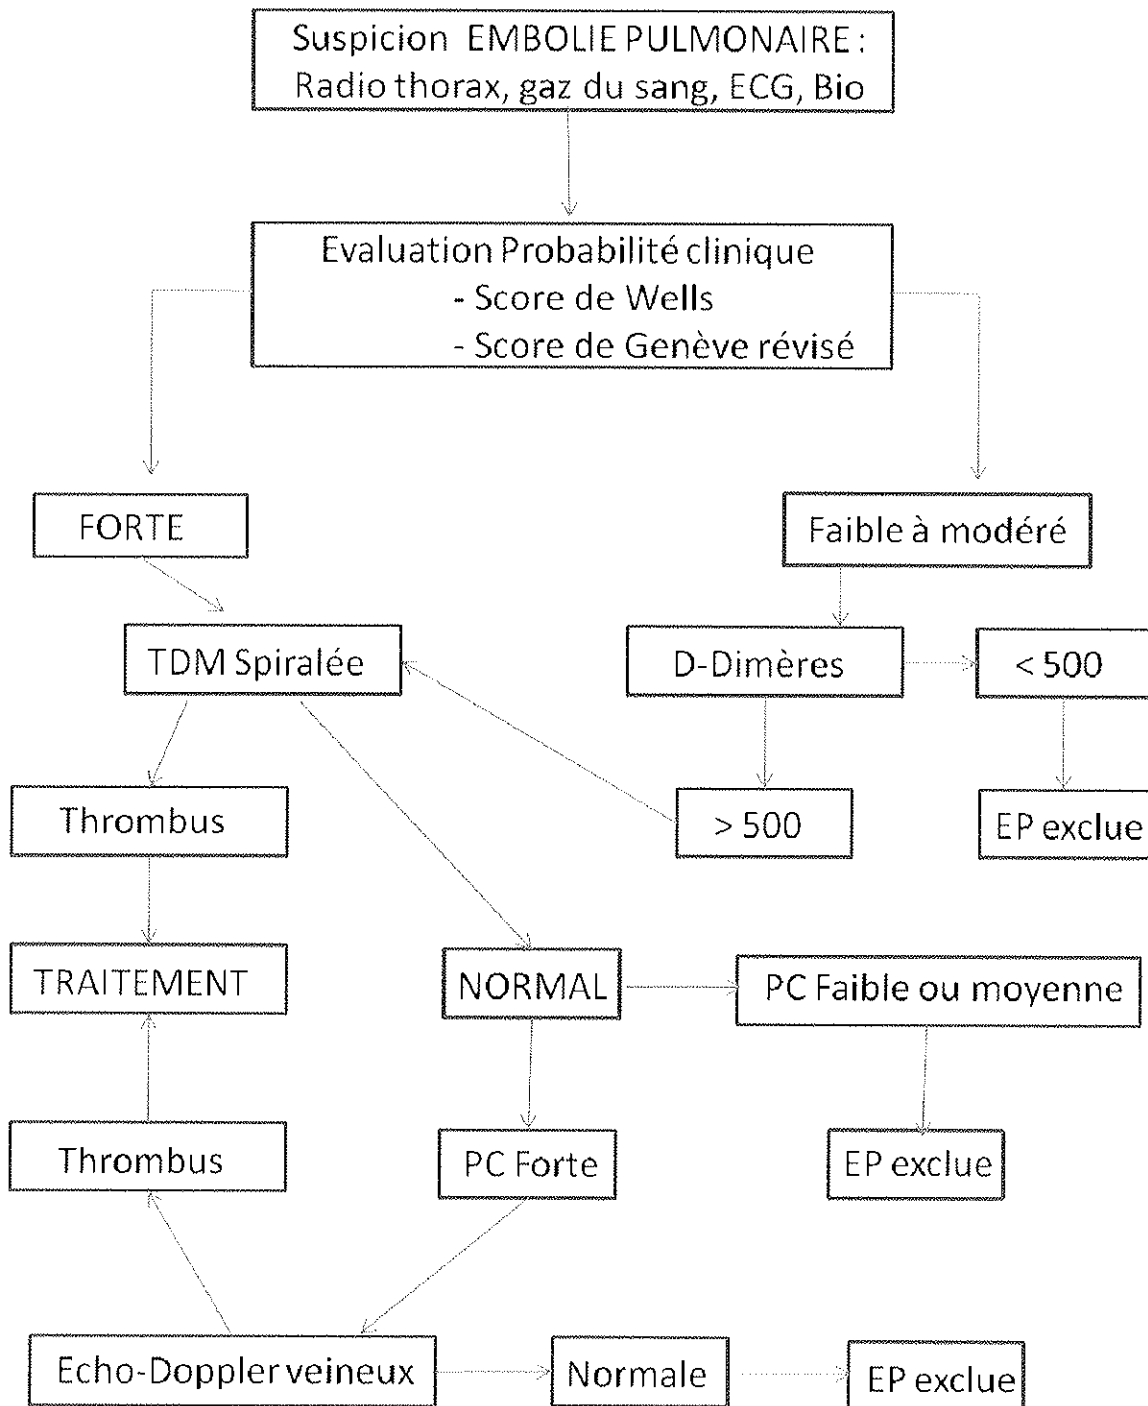 Suspicion EMBOLIE PULMONAIRE :
Radio thorax, gaz du sang, ECG, Bio
Evaluation Probabilité clinique
- Score de Wells
- Score de Genève révisé
FORTE
Faible à modéré
TDM Spiralée
D-Dimères
< 500
Thrombus
> 500
EP exclue
TRAITEMENT
NORMAL
PC Faible ou moyenne
Thrombus
PC Forte
EP exclue
Echo-Doppler veineux
Normale
EP exclue